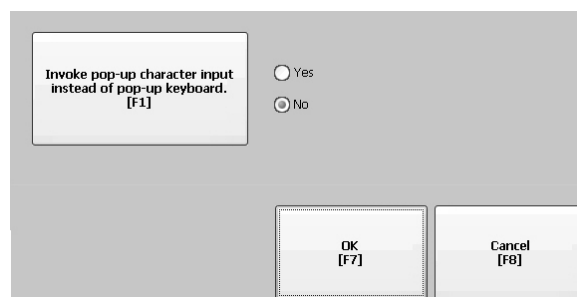 Invoke pop-up character input
instead of pop-up keyboard.
[F1]
Yes
No
OK
[F7]
Cancel
[F8]